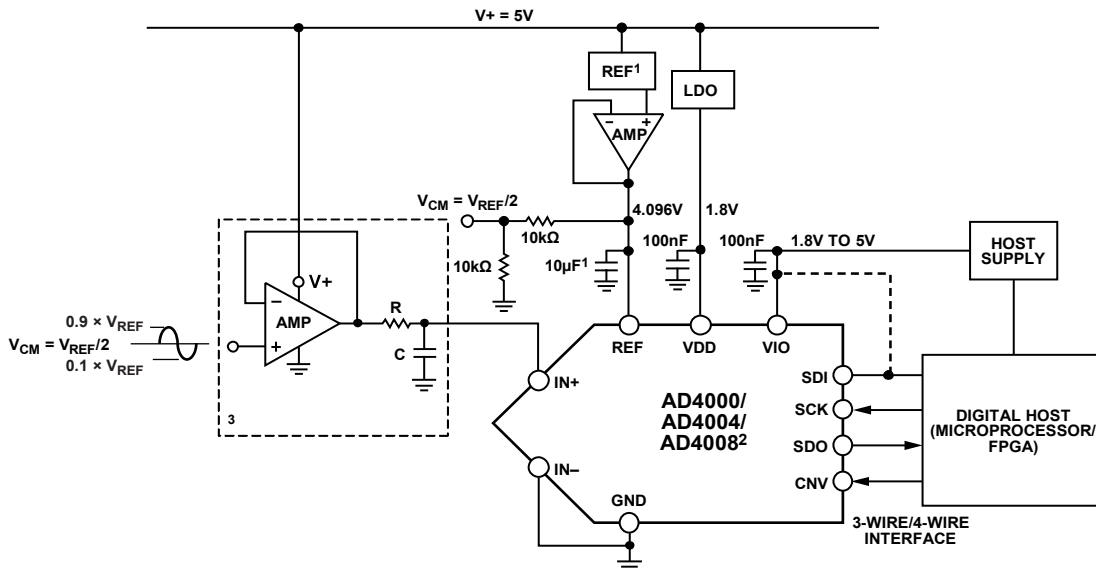 V+ = 5V
REF1
LDO
– +
AMP
VCM = VREF/2
4.096V
1.8V
10kΩ
100nF
100nF
1.8V TO 5V
HOST
SUPPLY
10kΩ
10µF1
V+
–
AMP
+
R
C
0.9 × VREF
VCM = VREF/2
0.1 × VREF
3
REF
VDD
VIO
IN+
SDI
AD4000/
AD4004/
AD40082
SCK
SDO
CNV
DIGITAL HOST
(MICROPROCESSOR/
FPGA)
IN–
GND
3-WIRE/4-WIRE
INTERFACE